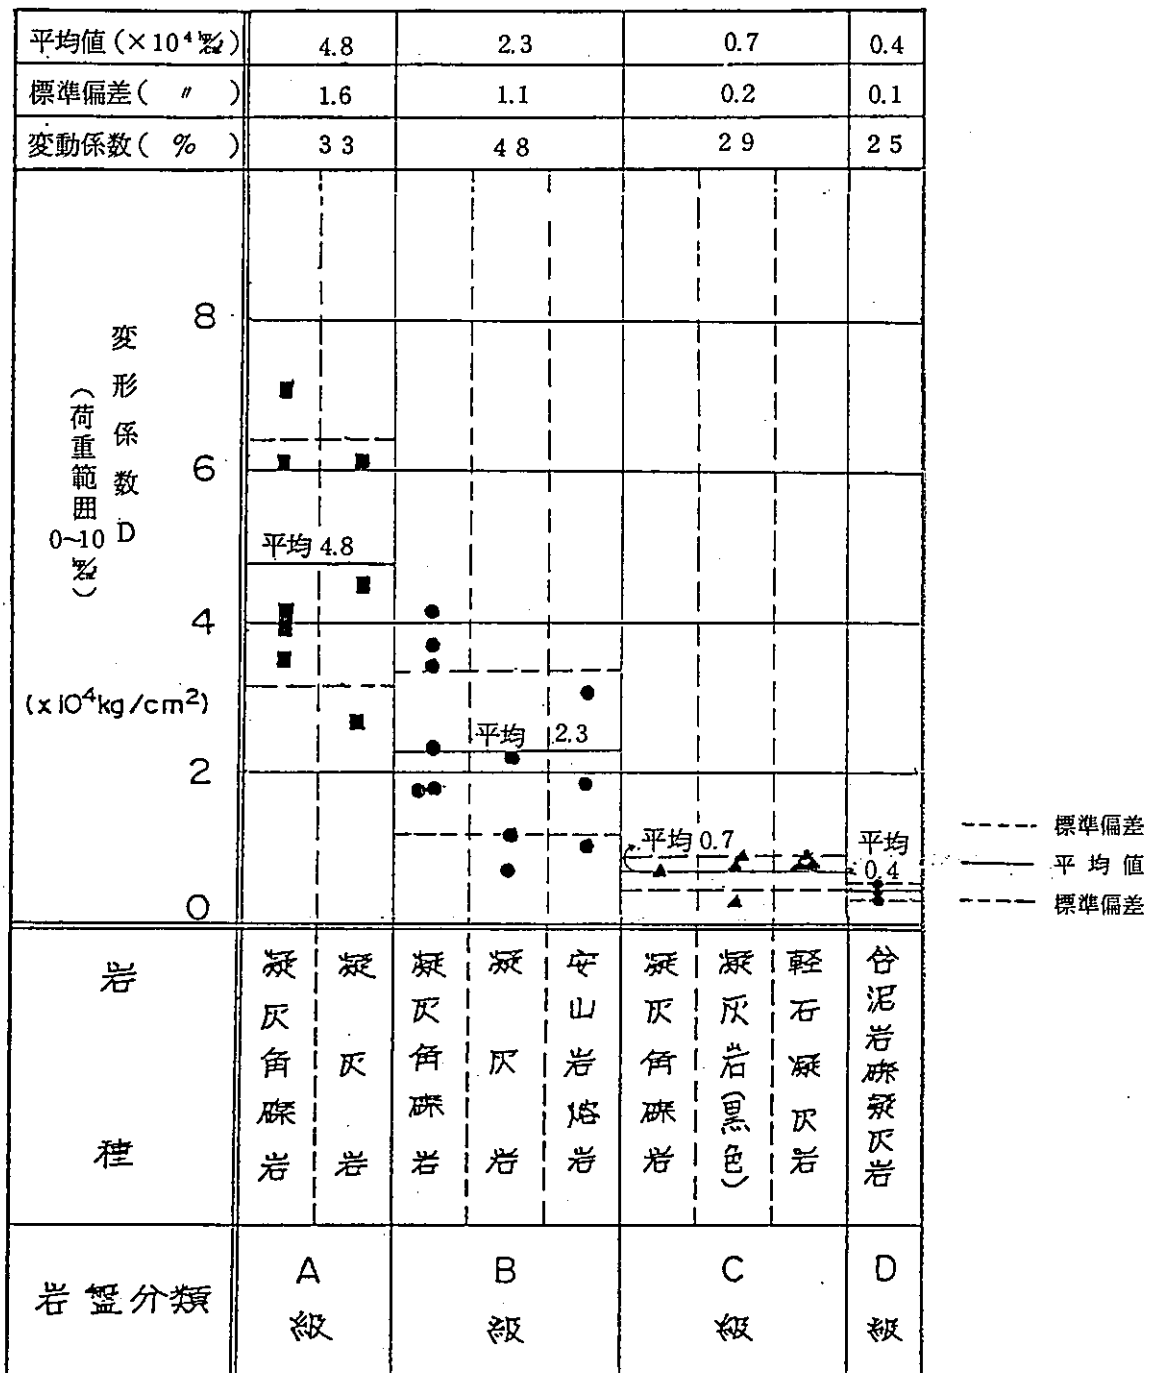 平均値(×10⁴㎏/㎠) 4.8 2.3 0.7 0.4
標準偏差( 〃 ) 1.6 1.1 0.2 0.1
変動係数( % ) 33 48 29 25
変形係数D
(荷重範囲0~10㎏/㎠)
(x10⁴kg/cm²)
8
6
4
2
0
平均 4.8
平均 2.3
平均 0.7
平均
0.4
標準偏差
平均値
標準偏差
岩種
凝灰角礫岩
凝灰岩
凝灰角礫岩
凝灰岩
安山岩熔岩
凝灰角礫岩
凝灰岩(黒色)
軽石凝灰岩
含泥岩礫凝灰岩
岩盤分類
A級
B級
C級
D級